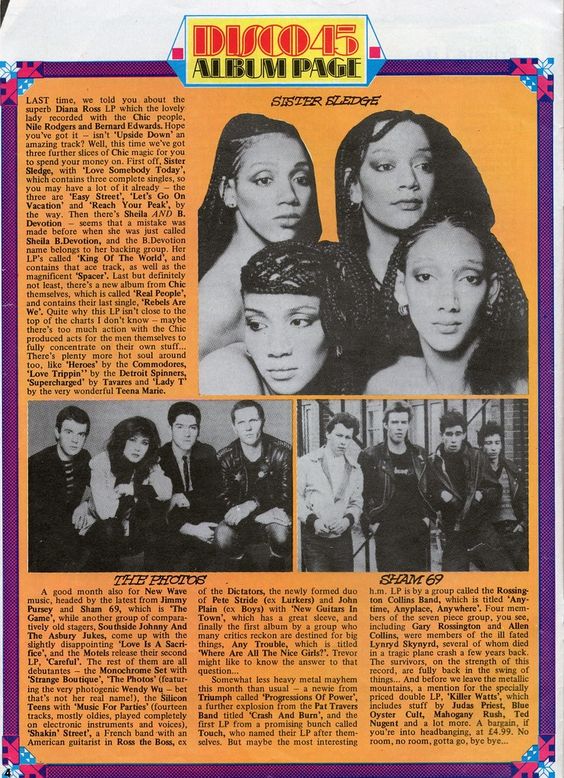 DISCO 45
ALBUM PAGE
LAST time, we told you about the
superb Diana Ross LP which the lovely
lady recorded with the Chic people,
Nile Rodgers and Bernard Edwards. Hope
you've got it — isn't 'Upside Down' an
amazing track? Well, this time we've got
three further slices of Chic magic for you
to spend your money on. First off, Sister
Sledge, with 'Love Somebody Today',
which contains three complete singles, so
you may have a lot of it already — the
three are 'Easy Street', 'Let's Go On
Vacation' and 'Reach Your Peak', by
the way. Then there's Sheila AND B.
Devotion — seems that a mistake was
made before when she was just called
Sheila B.Devotion, and the B.Devotion
name belongs to her backing group. Her
LP's called 'King Of The World', and
contains that ace track, as well as the
magnificent 'Spacer'. Last but definitely
not least, there's a new album from Chic
themselves, which is called 'Real People',
and contains their last single, 'Rebels Are
We'. Quite why this LP isn't close to the
top of the charts I don't know — maybe
there's too much action with the Chic
produced acts for the men themselves to
fully concentrate on their own stuff...
There's plenty more hot soul around
too, like 'Heroes' by the Commodores,
'Love Trippin'' by the Detroit Spinners,
'Supercharged' by Tavares and 'Lady T'
by the very wonderful Teena Marie.
SISTER SLEDGE
THE PHOTOS
SHAM 69
A good month also for New Wave
music, headed by the latest from Jimmy
Pursey and Sham 69, which is 'The
Game', while another group of compara-
tively old stagers, Southside Johnny And
The Asbury Jukes, come up with the
slightly disappointing 'Love Is A Sacri-
fice', and the Motels release their second
LP, 'Careful'. The rest of them are all
debutantes — the Monochrome Set with
'Strange Boutique', 'The Photos' (featur-
ing the very photogenic Wendy Wu — bet
that's not her real name!), the Silicon
Teens with 'Music For Parties' (fourteen
tracks, mostly oldies, played completely
on electronic instruments and voices),
'Shakin' Street', a French band with an
American guitarist in Ross the Boss, ex
of the Dictators, the newly formed duo
of Pete Stride (ex Lurkers) and John
Plain (ex Boys) with 'New Guitars In
Town', which has a great sleeve, and
finally the first album by a group who
many critics reckon are destined for big
things, Any Trouble, which is titled
'Where Are All The Nice Girls?'. Trevor
might like to know the answer to that
question...
Somewhat less heavy metal mayhem
this month than usual — a newie from
Triumph called 'Progressions Of Power',
a further explosion from the Pat Travers
Band titled 'Crash And Burn', and the
first LP from a promising bunch called
Touch, who named their LP after them-
selves. But maybe the most interesting
h.m. LP is by a group called the Rossing-
ton Collins Band, which is titled 'Any-
time, Anyplace, Anywhere'. Four mem-
bers of the seven piece group, you see,
including Gary Rossington and Allen
Collins, were members of the ill fated
Lynyrd Skynyrd, several of whom died
in a tragic plane crash a few years back.
The survivors, on the strength of this
record, are fully back in the swing of
things... And before we leave the metallic
mountains, a mention for the specially
priced double LP, 'Killer Watts', which
includes stuff by Judas Priest, Blue
Oyster Cult, Mahogany Rush, Ted
Nugent and a lot more. A bargain, if
you're into headbanging, at £4.99. No
room, no room, gotta go, bye bye...
4